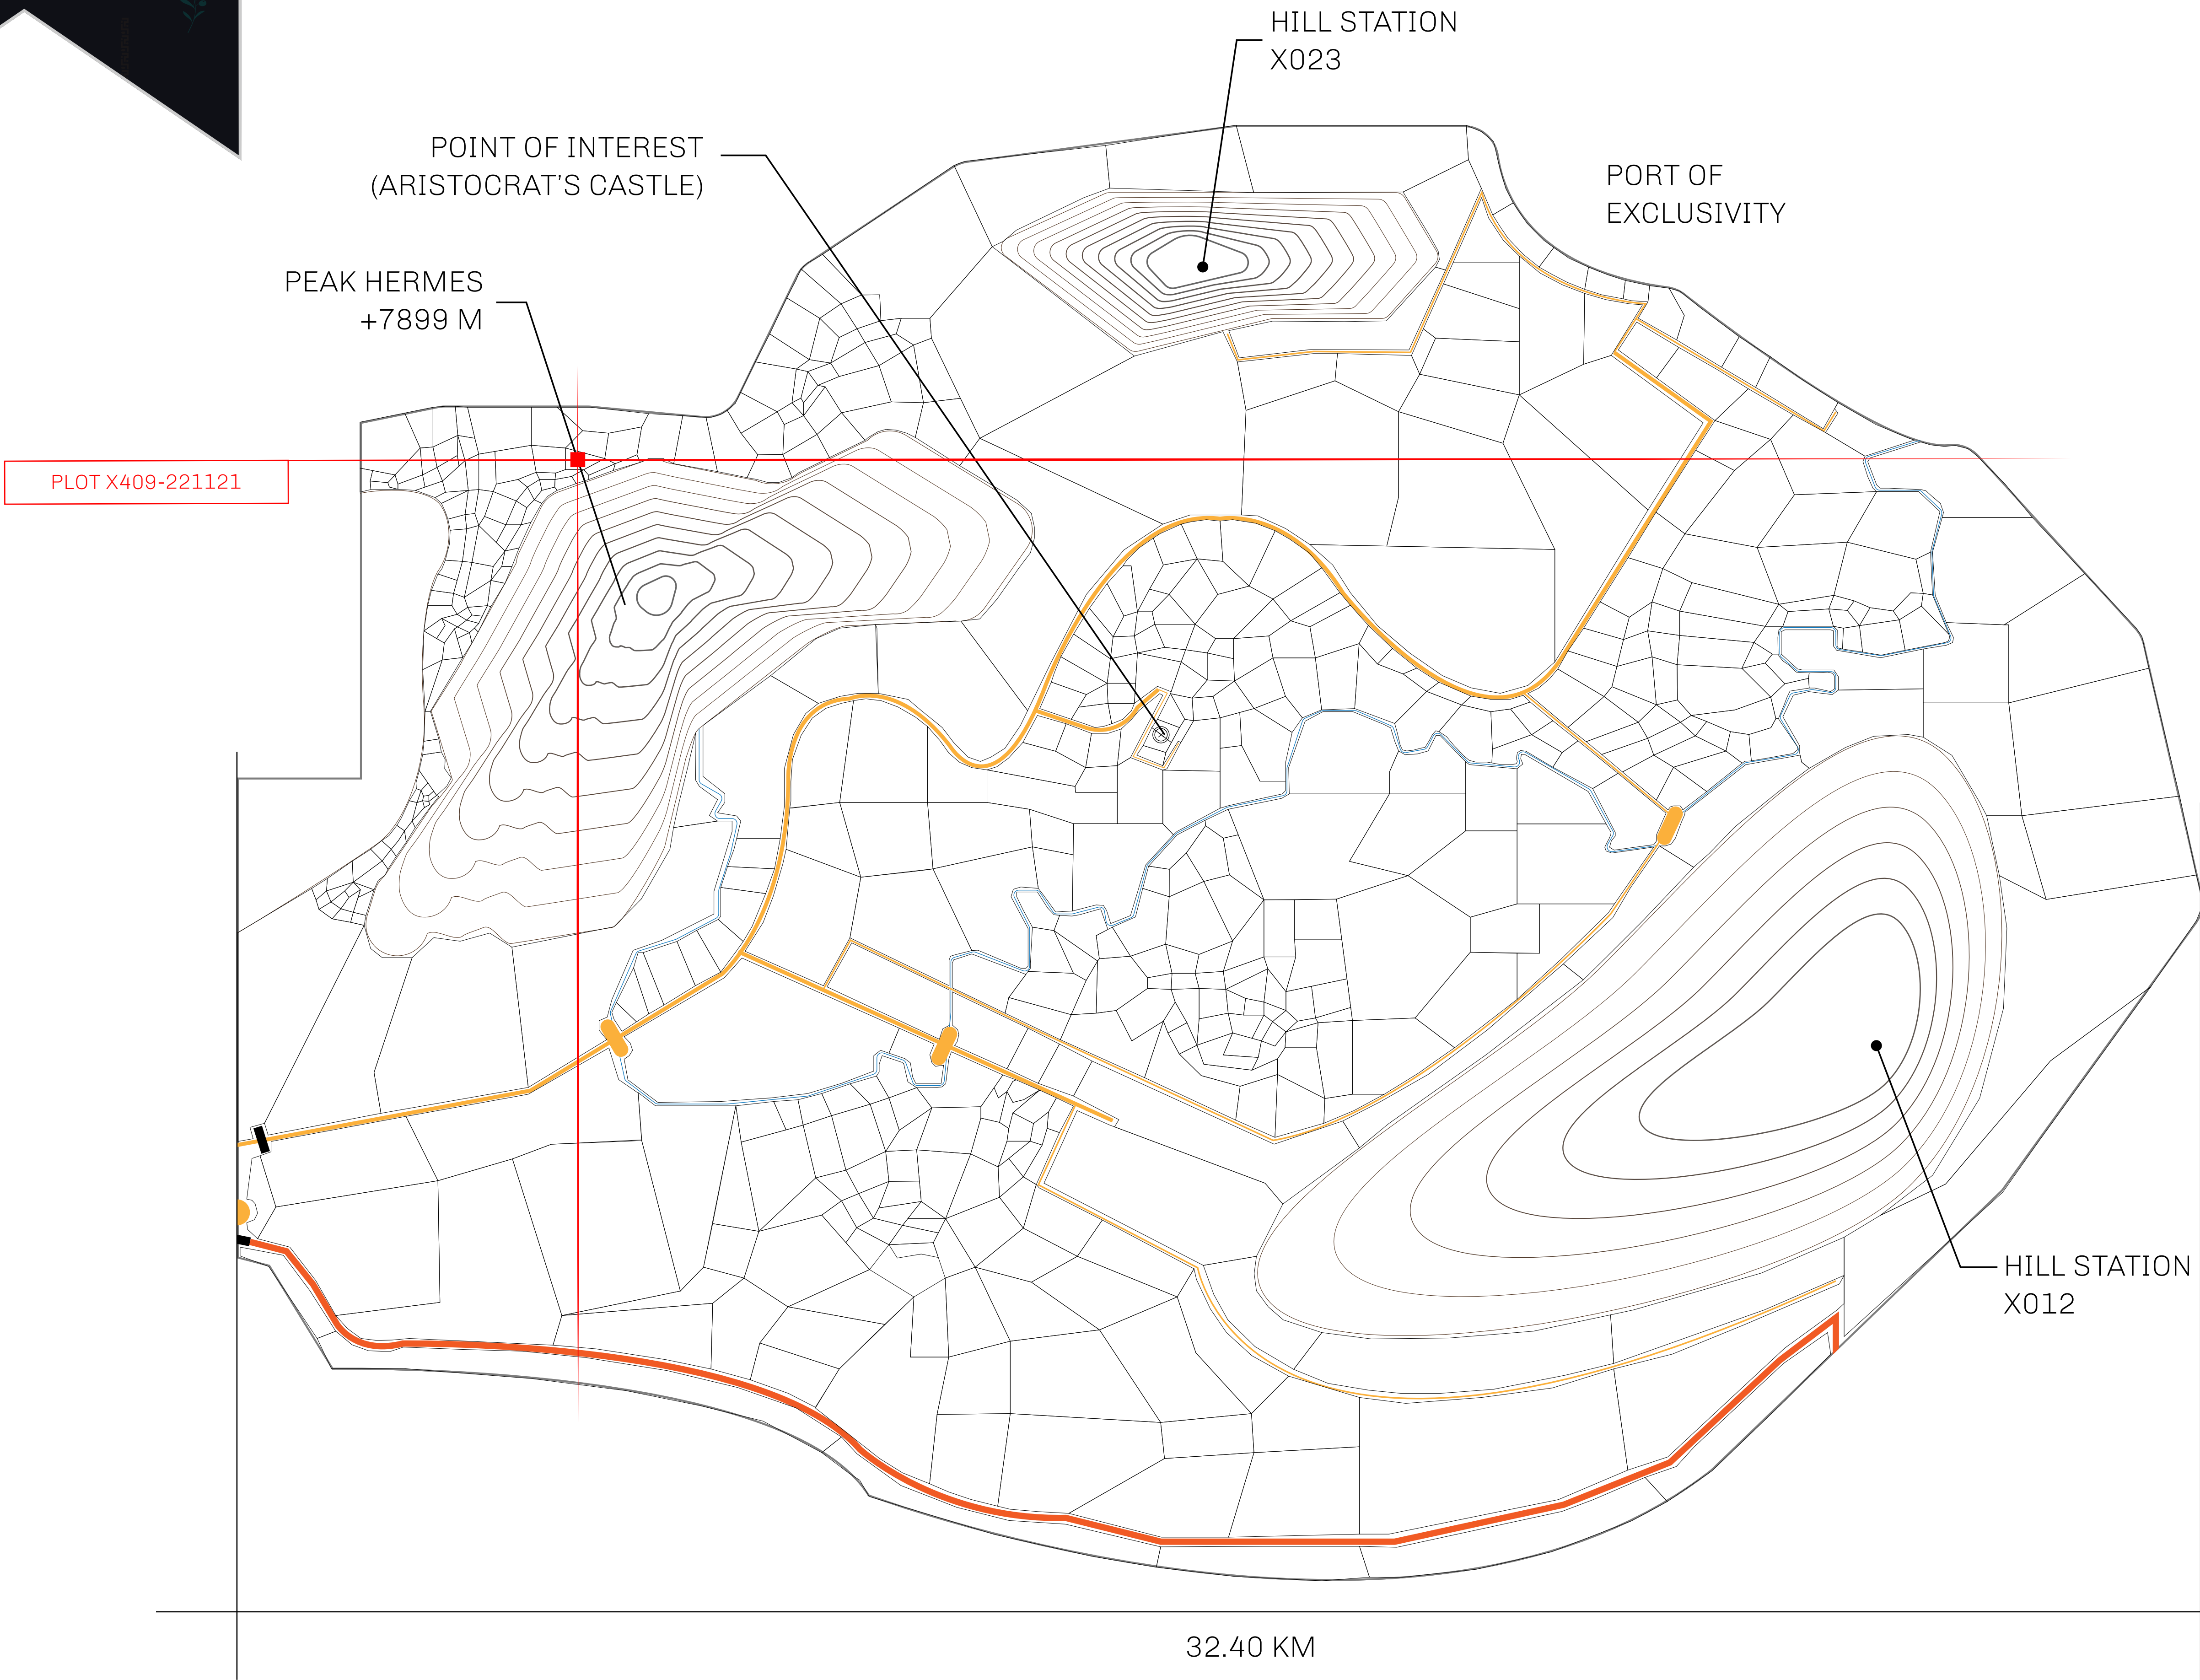 HILL STATION
X023
POINT OF INTEREST
(ARISTOCRAT'S CASTLE)
PORT OF
EXCLUSIVITY
PEAK HERMES
+7899 M
PLOT X409-221121
HILL STATION
X012
32.40 KM